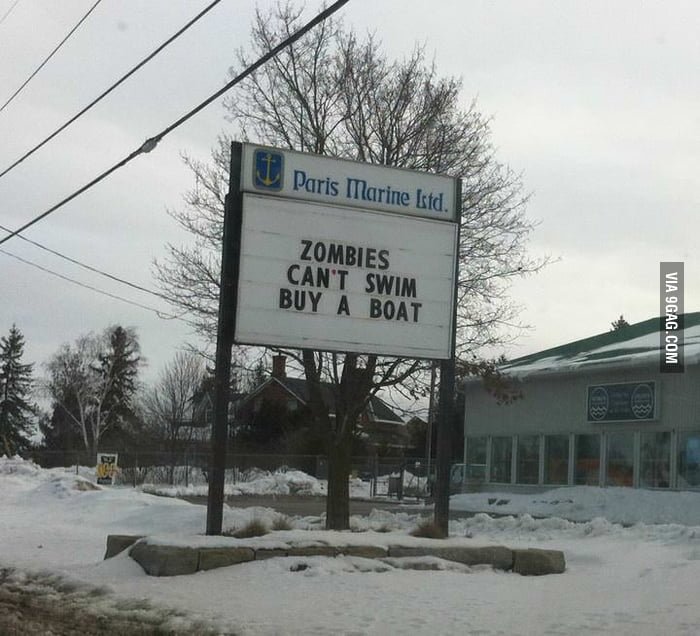 Paris Marine Ltd.
ZOMBIES
CAN'T SWIM
BUY A BOAT
VIA 9GAG.COM